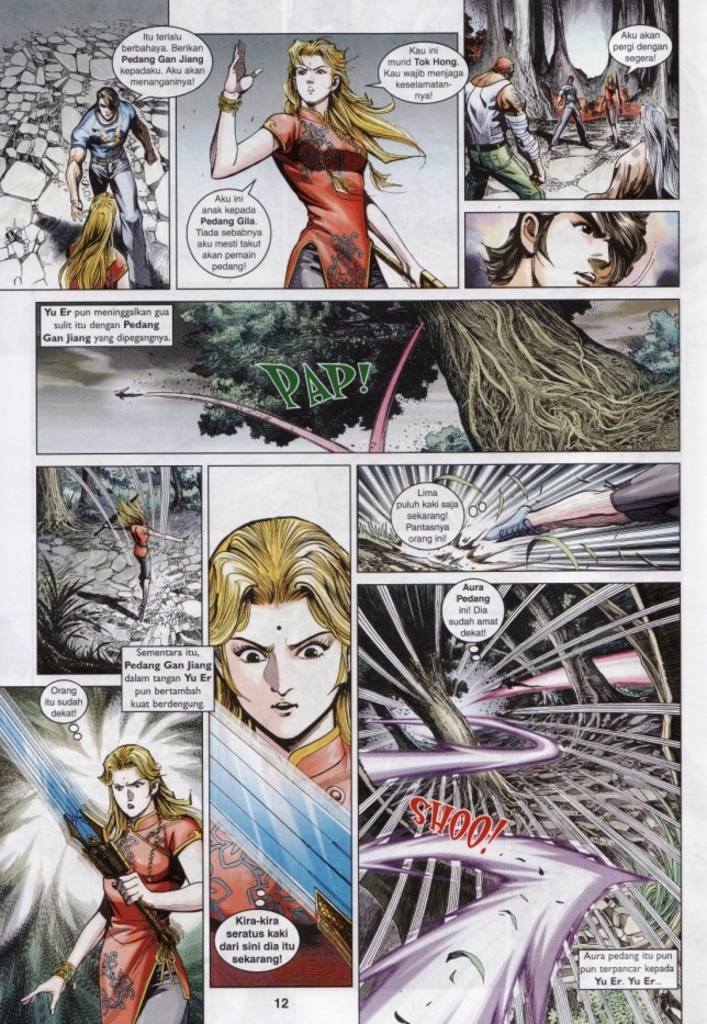 Itu terlalu
berbahaya. Berikan
Pedang Gan Jiang
kepadaku. Aku akan
menanganinya!
Kau ini
murid Tok Hong.
Kau wajib menjaga
keselamatan-
nya!
Aku ini
anak kepada
Pedang Gila.
Tiada sebabnya
aku mesti takut
akan pemain
pedang!
Aku akan
pergi dengan
segera!
Yu Er pun meninggalkan gua
sulit itu dengan Pedang
Gan Jiang yang dipegangnya.
PAP!
Sementara itu,
Pedang Gan Jiang
dalam tangan Yu Er
pun bertambah
kuat berdengung.
Lima
puluh kaki saja
sekarang!
Pantasnya
orang ini!
Orang
itu sudah
dekat!
Kira-kira
seratus kaki
dari sini dia itu
sekarang!
Aura
Pedang
ini! Dia
sudah amat
dekat!
SHOO!
Aura pedang itu pun
pun terpancar kepada
Yu Er. Yu Er...
12